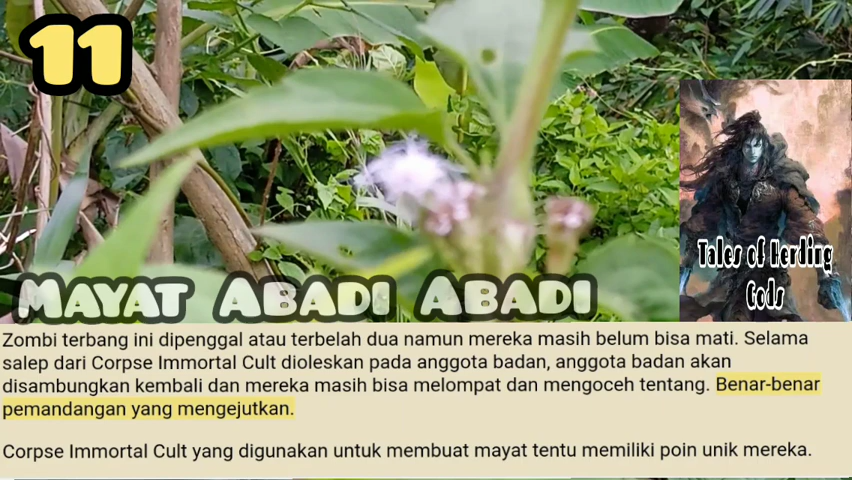 11
Tales of Herding
Gods
MAYAT ABADI ABADI
Zombi terbang ini dipenggal atau terbelah dua namun mereka masih belum bisa mati. Selama
salep dari Corpse Immortal Cult dioleskan pada anggota badan, anggota badan akan
disambungkan kembali dan mereka masih bisa melompat dan mengoceh tentang. Benar-benar
pemandangan yang mengejutkan.
Corpse Immortal Cult yang digunakan untuk membuat mayat tentu memiliki poin unik mereka.